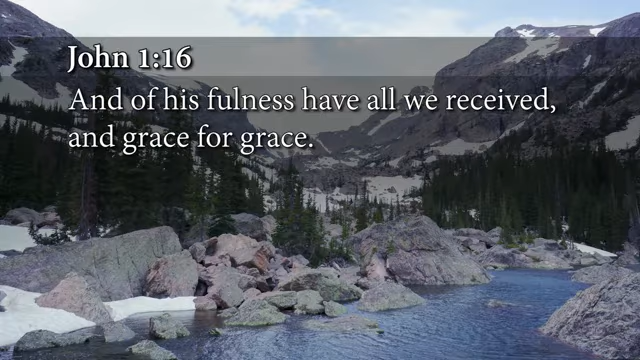 John 1:16
And of his fulness have all we received,
and grace for grace.